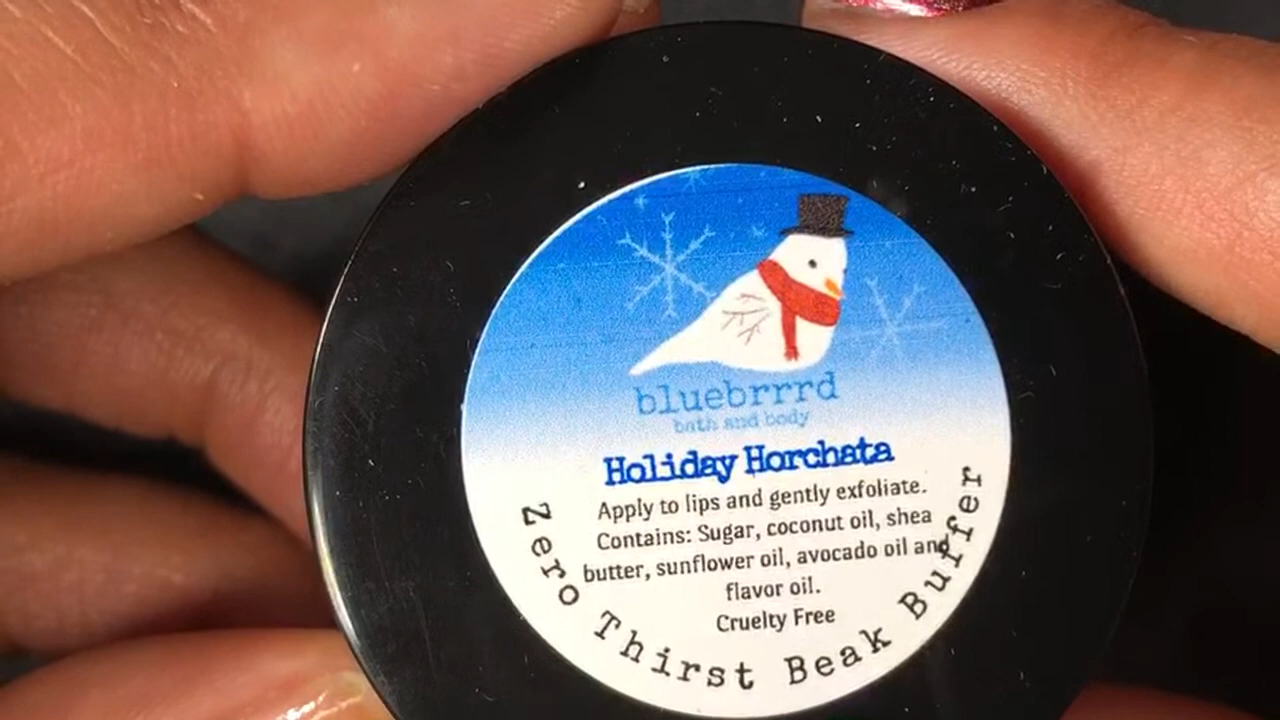 bluebrrrd
bath and body
Holiday Horchata
Apply to lips and gently exfoliate.
Contains: Sugar, coconut oil, shea
butter, sunflower oil, avocado oil and
flavor oil.
Cruelty Free
Zero Thirst Beak Buffer